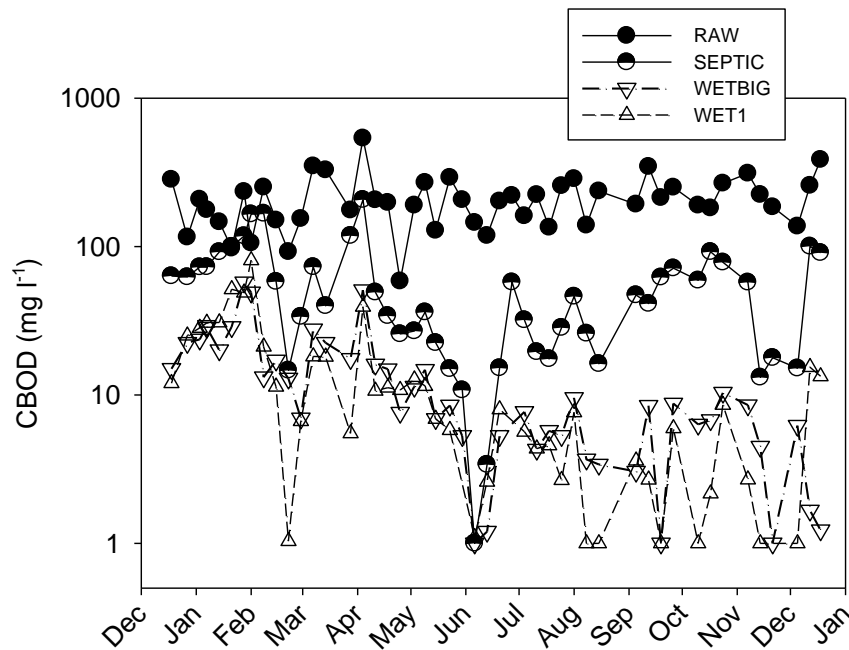 RAW
SEPTIC
WETBIG
WET1
1000
100
10
1
CBOD (mg l⁻¹)
Dec Jan Feb Mar Apr May Jun Jul Aug Sep Oct Nov Dec Jan